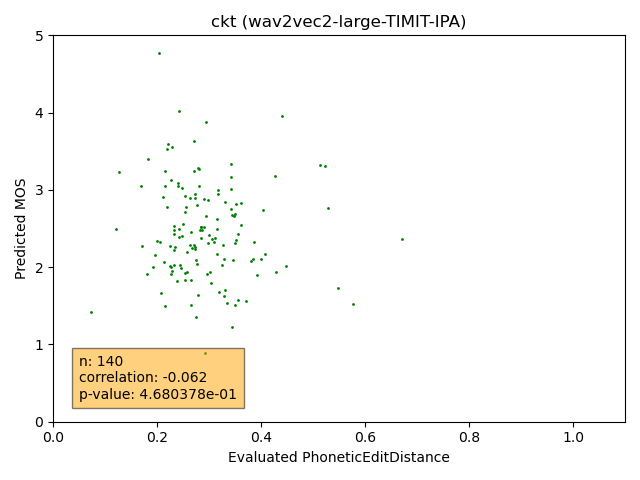 ckt (wav2vec2-large-TIMIT-IPA)
5
4
3
2
1
0
Predicted MOS
n: 140
correlation: -0.062
p-value: 4.680378e-01
0.0 0.2 0.4 0.6 0.8 1.0
Evaluated PhoneticEditDistance